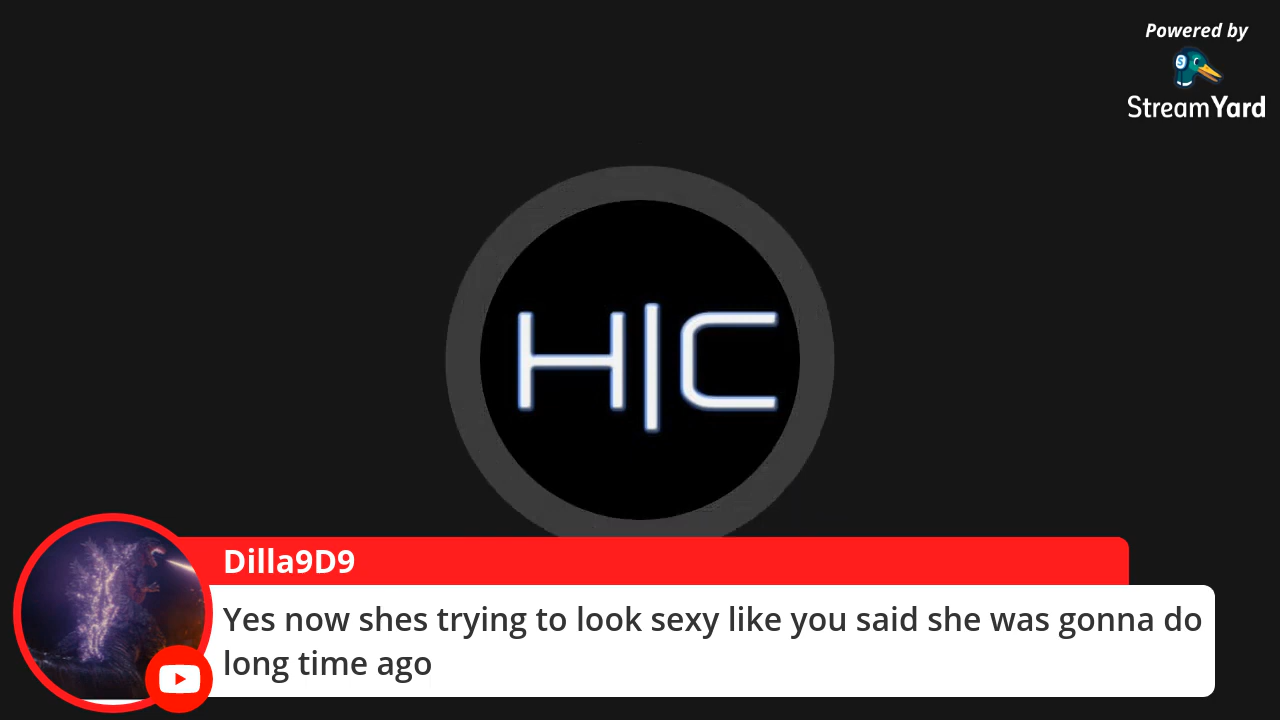 Powered by
StreamYard
H|C
Dilla9D9
Yes now shes trying to look sexy like you said she was gonna do
long time ago